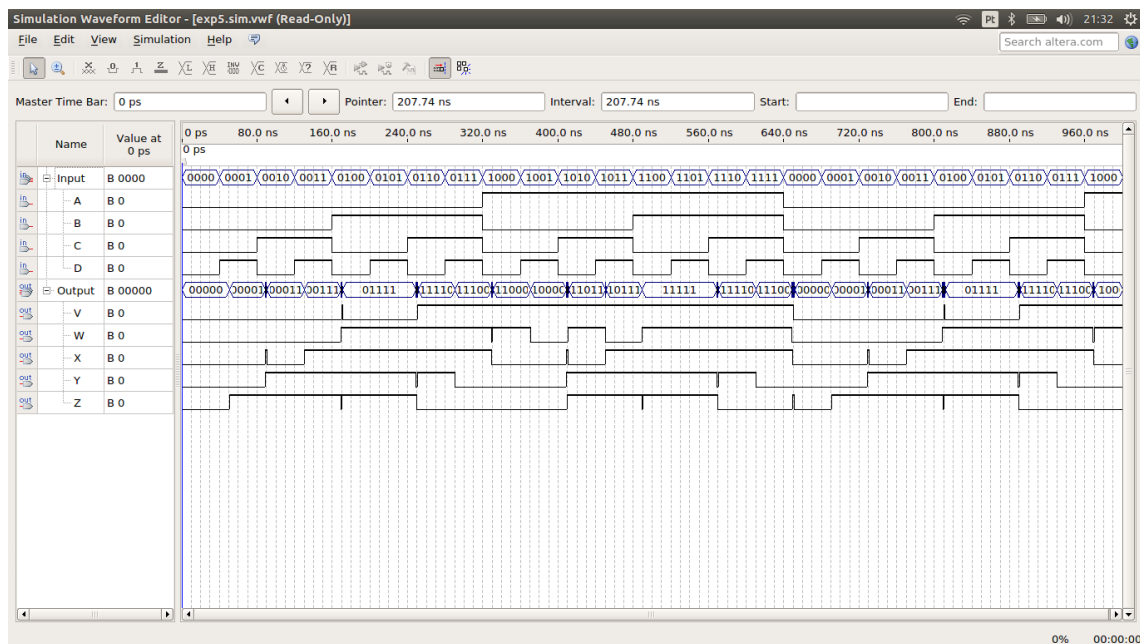 Simulation Waveform Editor - [exp5.sim.vwf (Read-Only)] Pt 21:32
File Edit View Simulation Help Search altera.com
Master Time Bar: 0 ps Pointer: 207.74 ns Interval: 207.74 ns Start: End:
Name Value at 0 ps 0 ps 80.0 ns 160.0 ns 240.0 ns 320.0 ns 400.0 ns 480.0 ns 560.0 ns 640.0 ns 720.0 ns 800.0 ns 880.0 ns 960.0 ns
0 ps
Input B 0000 0000 0001 0010 0011 0100 0101 0110 0111 1000 1001 1010 1011 1100 1101 1110 1111 0000 0001 0010 0011 0100 0101 0110 0111 1000
A B 0
B B 0
C B 0
D B 0
Output B 00000 00000 00001 00011 00111 01111 11110 11100 11000 10000 11011 10111 11111 11110 11100 00000 00001 00011 00111 01111 11110 11100 100
V B 0
W B 0
X B 0
Y B 0
Z B 0
0% 00:00:00